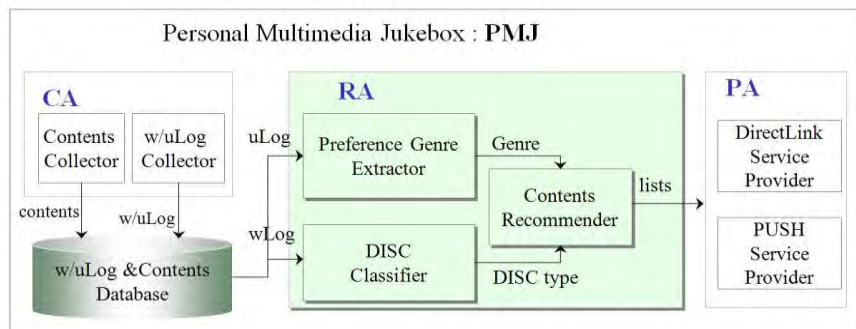 Personal Multimedia Jukebox : PMJ
CA
Contents
Collector
w/uLog
Collector
contents
w/uLog
w/uLog &Contents
Database
uLog
wLog
RA
Preference Genre
Extractor
Genre
DISC
Classifier
DISC type
Contents
Recommender
lists
PA
DirectLink
Service
Provider
PUSH
Service
Provider